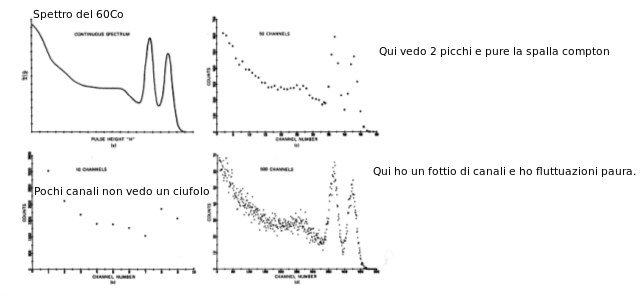 Spettro del 60Co
CONTINUOUS SPECTRUM
PULSE HEIGHT "H"
(a)
50 CHANNELS
COUNTS
CHANNEL NUMBER
Qui vedo 2 picchi e pure la spalla compton
10 CHANNELS
Pochi canali non vedo un ciufolo
COUNTS
CHANNEL NUMBER
500 CHANNELS
COUNTS
CHANNEL NUMBER
Qui ho un fottio di canali e ho fluttuazioni paura.